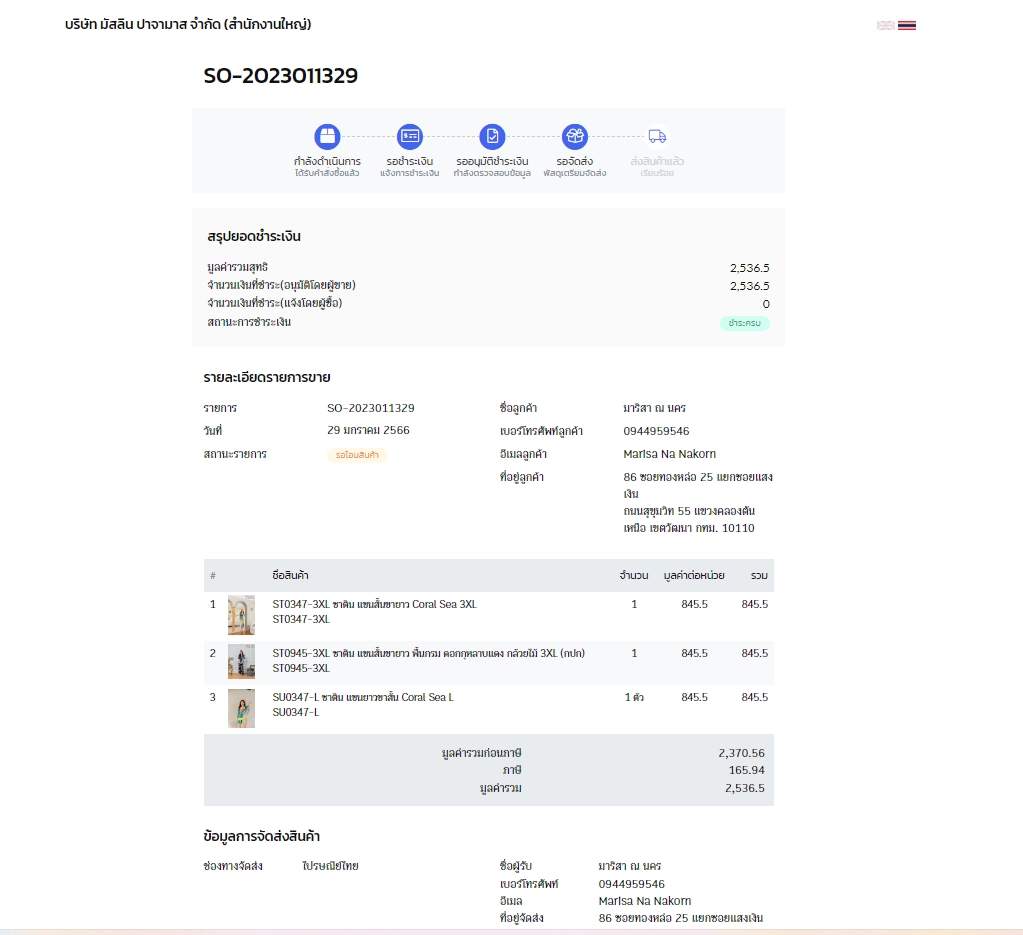 บริษัท มัสลิน ปาจามาส จำกัด (สำนักงานใหญ่)
SO-2023011329
กำลังดำเนินการ รอชำระเงิน รออนุมัติชำระเงิน รอจัดส่ง ส่งสินค้าแล้ว
ได้รับคำสั่งซื้อแล้ว แจ้งการชำระเงิน กำลังตรวจสอบข้อมูล พัสดุเตรียมจัดส่ง เรียบร้อย
สรุปยอดชำระเงิน
มูลค่ารวมสุทธิ 2,536.5
จำนวนเงินที่ชำระ(อนุมัติโดยผู้ขาย) 2,536.5
จำนวนเงินที่ชำระ(แจ้งโดยผู้ซื้อ) 0
สถานะการชำระเงิน ชำระครบ
รายละเอียดรายการขาย
รายการ SO-2023011329 ชื่อลูกค้า มาริสา ณ นคร
วันที่ 29 มกราคม 2566 เบอร์โทรศัพท์ลูกค้า 0944959546
สถานะรายการ รอโอนสินค้า อีเมลลูกค้า Marisa Na Nakorn
ที่อยู่ลูกค้า 86 ซอยทองหล่อ 25 แยกซอยแสง
เงิน
ถนนสุขุมวิท 55 แขวงคลองตัน
เหนือ เขตวัฒนา กทม. 10110
# ชื่อสินค้า จำนวน มูลค่าต่อหน่วย รวม
1 ST0347-3XL ซาติน แขนสั้นขายาว Coral Sea 3XL 1 845.5 845.5
ST0347-3XL
2 ST0945-3XL ซาติน แขนสั้นขายาว พื้นกรม ดอกกุหลาบแดง กล้วยไม้ 3XL (กปก) 1 845.5 845.5
ST0945-3XL
3 SU0347-L ซาติน แขนยาวขาสั้น Coral Sea L 1 ตัว 845.5 845.5
SU0347-L
มูลค่ารวมก่อนภาษี 2,370.56
ภาษี 165.94
มูลค่ารวม 2,536.5
ข้อมูลการจัดส่งสินค้า
ช่องทางจัดส่ง ไปรษณีย์ไทย ชื่อผู้รับ มาริสา ณ นคร
เบอร์โทรศัพท์ 0944959546
อีเมล Marisa Na Nakorn
ที่อยู่จัดส่ง 86 ซอยทองหล่อ 25 แยกซอยแสงเงิน